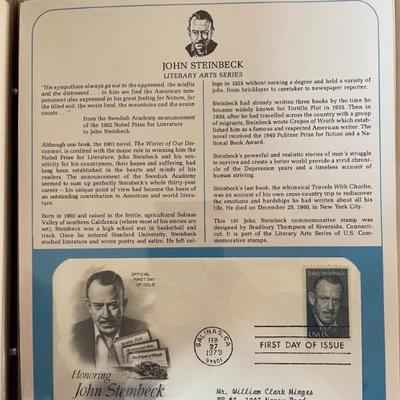 JOHN STEINBECK
LITERARY ARTS SERIES
"His sympathies always go out to the oppressed, the misfits
and the distressed . . . in him we find the American tem-
perament also expressed in his great feeling for Nature, for
the tilled soil, the waste land, the mountains and the ocean
coasts . . ."
from the Swedish Academy announcement
of the 1962 Nobel Prize for Literature
to John Steinbeck
Although one book, the 1961 novel, The Winter of Our Dis-
content, is credited with the major role in winning him the
Nobel Prize for Literature, John Steinbeck and his sen-
sitivity for his countrymen, their hopes and suffering, had
long been established in the hearts and minds of his
readers. The announcement of the Swedish Academy
seemed to sum up perfectly Steinbeck's whole thirty-year
career – his unique point of view had become the basis of
an outstanding contribution to American and world litera-
ture.
Born in 1902 and raised in the fertile, agricultural Salinas
Valley of southern California (where most of his stories are
set), Steinbeck was a high school star in basketball and
track. Once he entered Stanford University, Steinbeck
studied literature and wrote poetry and satire. He left col-
lege in 1925 without earning a degree and held a variety of
jobs, from bricklayer to caretaker to newspaper reporter.
Steinbeck had already written three books by the time he
became widely known for Tortilla Flat in 1935. Then in
1939, after he had travelled across the country with a group
of migrants, Steinbeck wrote Grapes of Wrath which estab-
lished him as a famous and respected American writer. The
novel received the 1940 Pulitzer Prize for fiction and a Na-
tional Book Award.
Steinbeck's powerful and realistic stories of man's struggle
to survive and create a better world provide a vivid chroni-
cle of the Depression years and a timeless account of
human striving.
Steinbeck's last book, the whimsical Travels With Charlie,
was an account of his own cross-country trip to rediscover
the emotions and hardships he had written about all his
life. He died on December 20, 1968, in New York City.
This 15¢ John Steinbeck commemorative stamp was
designed by Bradbury Thompson of Riverside, Connecti-
cut. It is part of the Literary Arts Series of U.S. Com-
memorative stamps.
OFFICIAL
FIRST DAY
OF ISSUE
Tortilla Flat
The Grapes of Wrath
Honoring
John Steinbeck
SALINAS, CA
FEB
27
1979
93901
John Steinbeck
USA 15c
FIRST DAY OF ISSUE
Mr. William Clark Minges